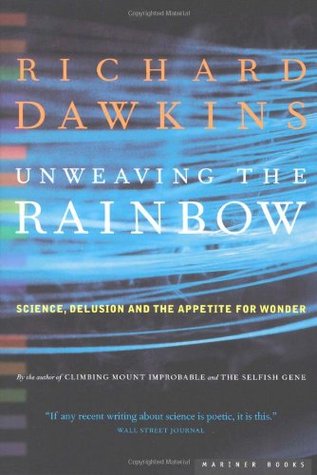 RICHARD
DAWKINS
UNWEAVING THE
RAINBOW
SCIENCE, DELUSION AND THE APPETITE FOR WONDER
By the author of CLIMBING MOUNT IMPROBABLE and THE SELFISH GENE
"If any recent writing about science is poetic, it is this."
WALL STREET JOURNAL
MARINER BOOKS